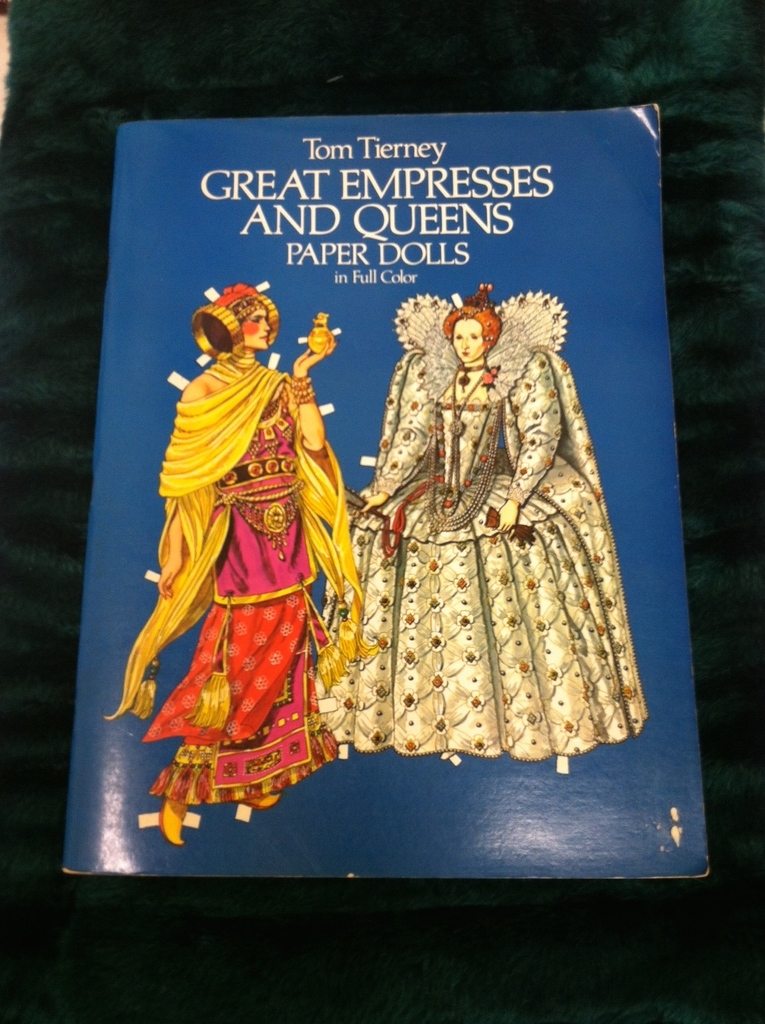 Tom Tierney
GREAT EMPRESSES
AND QUEENS
PAPER DOLLS
in Full Color